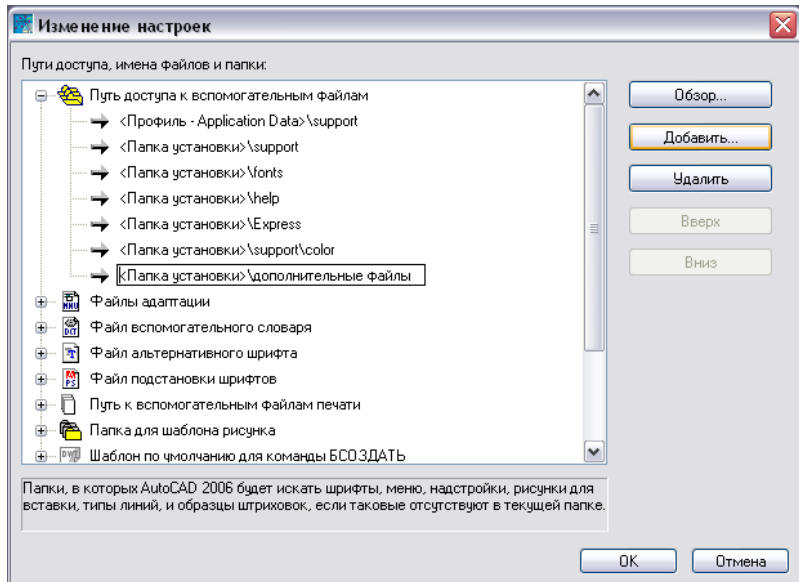 Изменение настроек
Пути доступа, имена файлов и папки:
Путь доступа к вспомогательным файлам
<Профиль - Application Data>\support
<Папка установки>\support
<Папка установки>\fonts
<Папка установки>\help
<Папка установки>\Express
<Папка установки>\support\color
<Папка установки>\дополнительные файлы
Файлы адаптации
Файл вспомогательного словаря
Файл альтернативного шрифта
Файл подстановки шрифтов
Путь к вспомогательным файлам печати
Папка для шаблона рисунка
Шаблон по умолчанию для команды БСОЗДАТЬ
Обзор...
Добавить...
Удалить
Вверх
Вниз
Папки, в которых AutoCAD 2006 будет искать шрифты, меню, надстройки, рисунки для
вставки, типы линий, и образцы штриховок, если таковые отсутствуют в текущей папке.
OK
Отмена